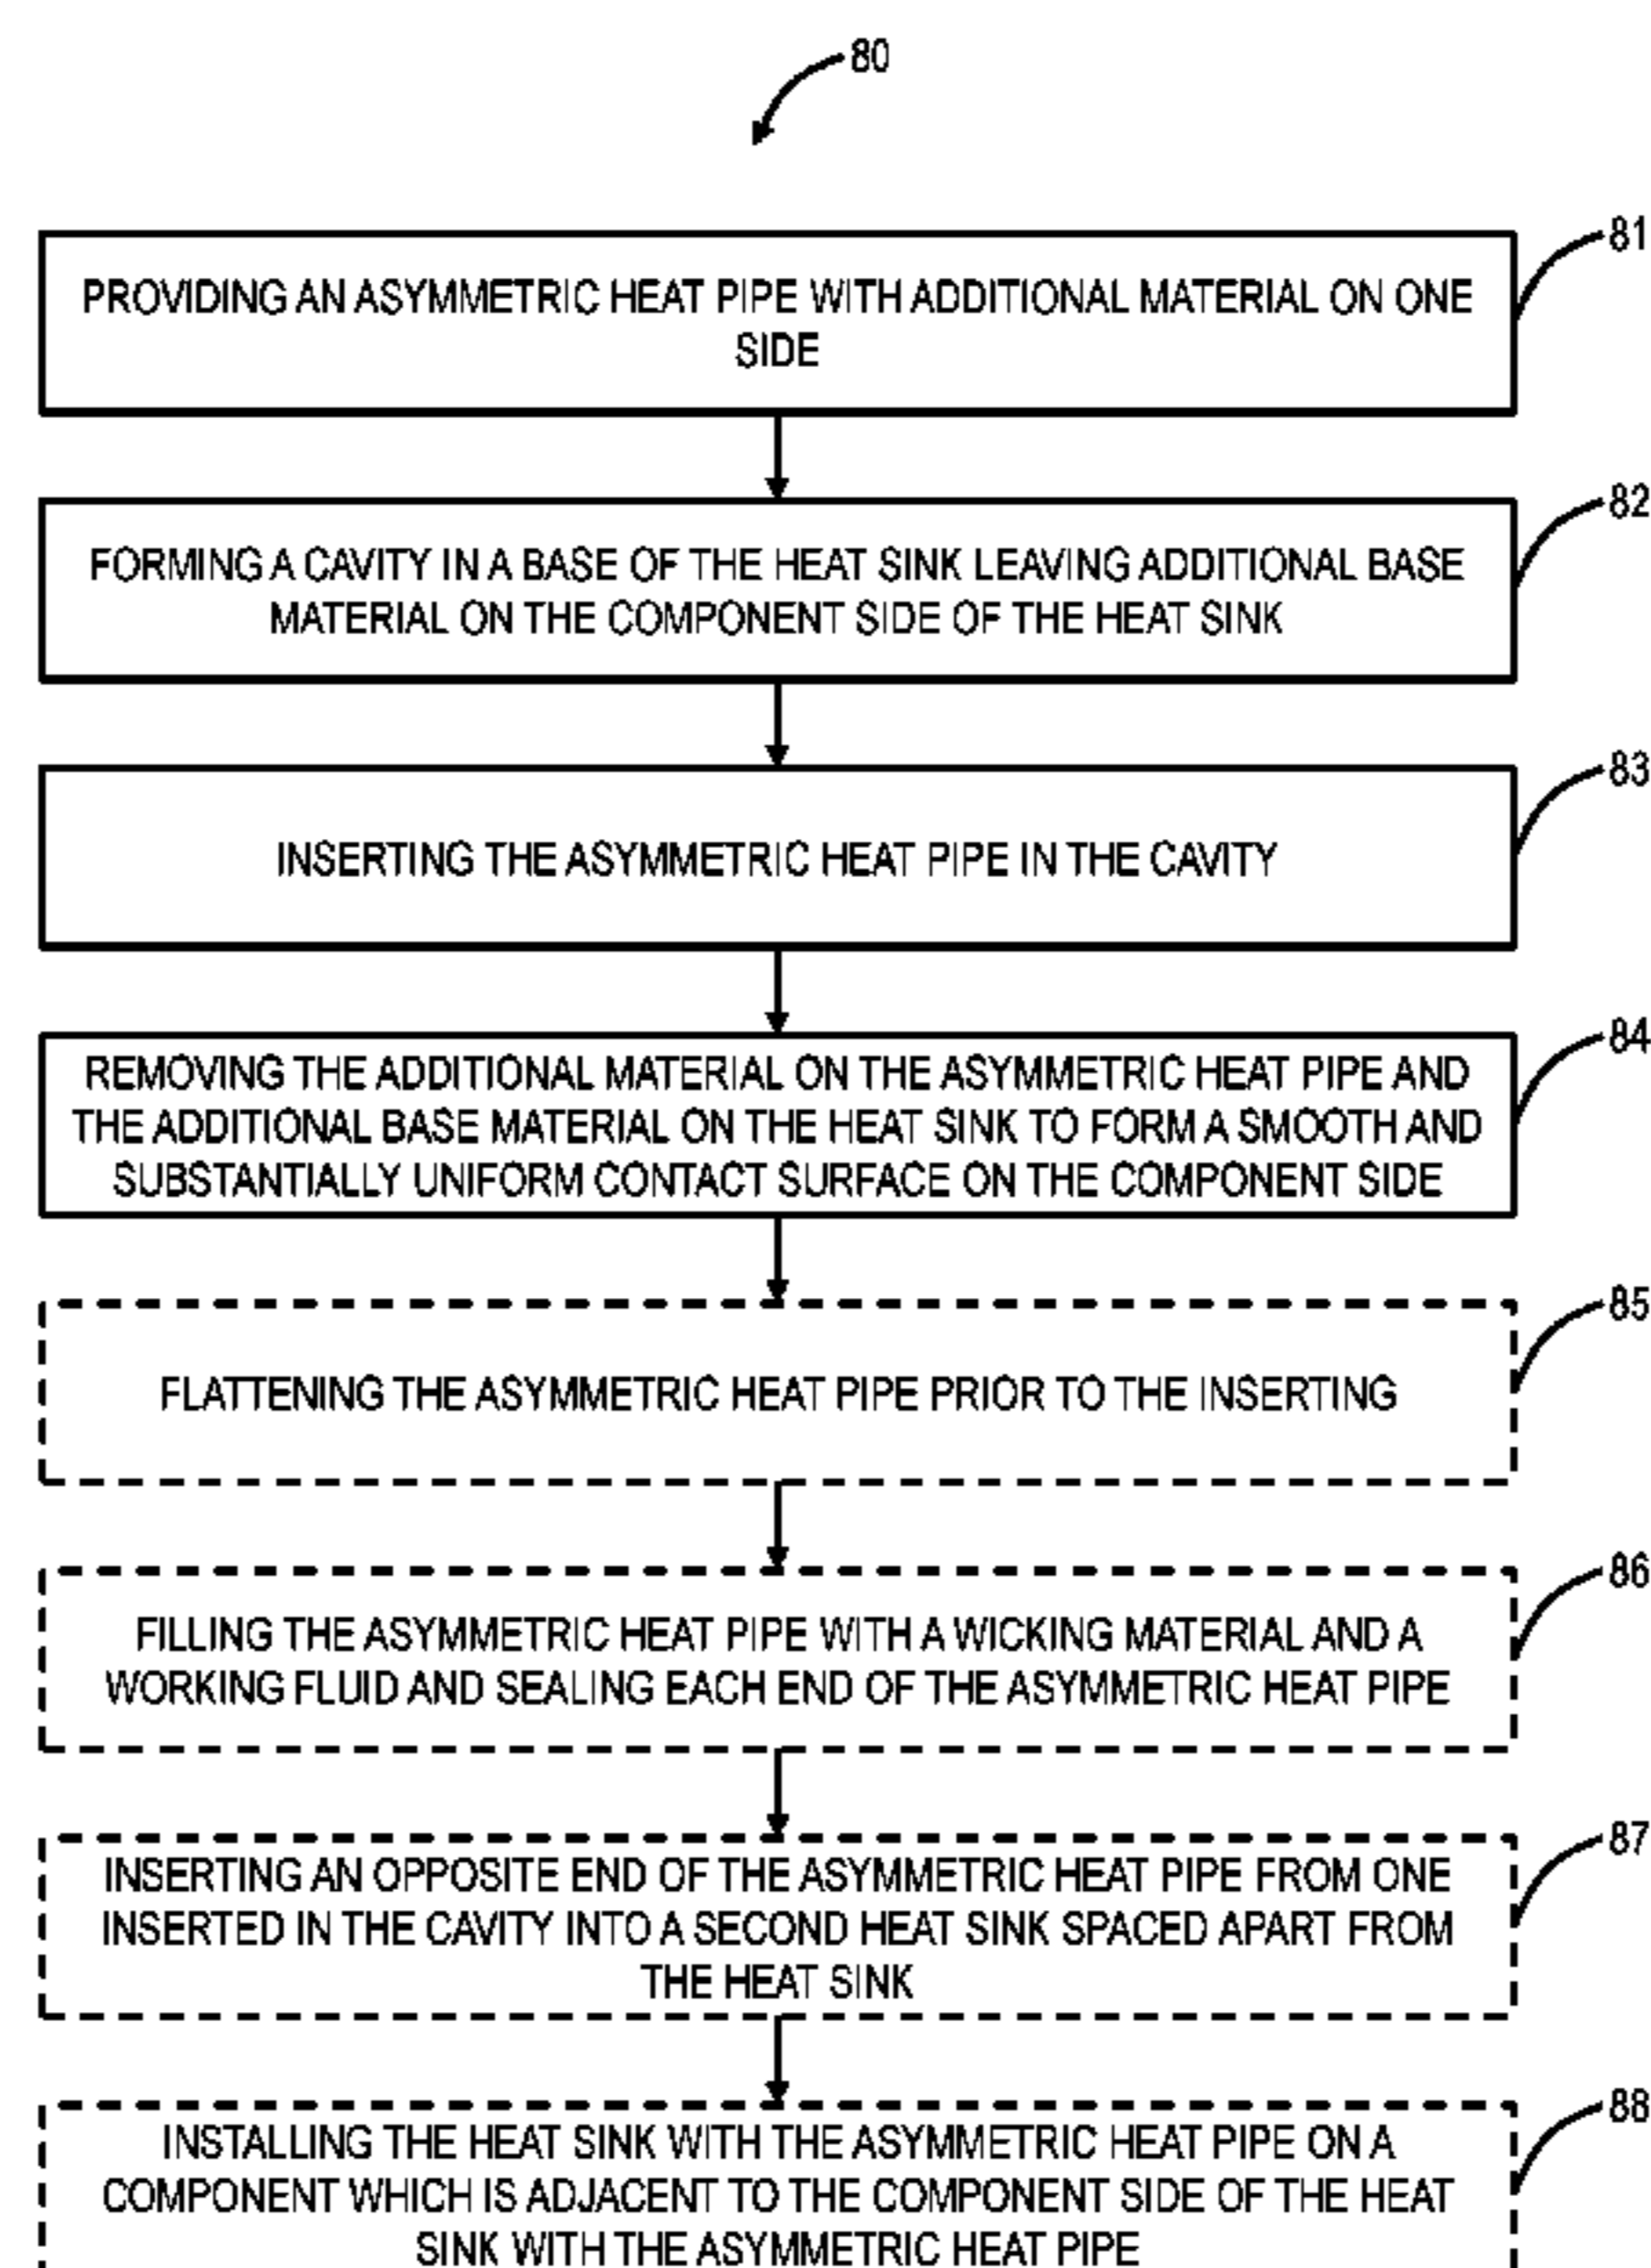 80
81
PROVIDING AN ASYMMETRIC HEAT PIPE WITH ADDITIONAL MATERIAL ON ONE
SIDE
82
FORMING A CAVITY IN A BASE OF THE HEAT SINK LEAVING ADDITIONAL BASE
MATERIAL ON THE COMPONENT SIDE OF THE HEAT SINK
83
INSERTING THE ASYMMETRIC HEAT PIPE IN THE CAVITY
84
REMOVING THE ADDITIONAL MATERIAL ON THE ASYMMETRIC HEAT PIPE AND
THE ADDITIONAL BASE MATERIAL ON THE HEAT SINK TO FORM A SMOOTH AND
SUBSTANTIALLY UNIFORM CONTACT SURFACE ON THE COMPONENT SIDE
85
FLATTENING THE ASYMMETRIC HEAT PIPE PRIOR TO THE INSERTING
86
FILLING THE ASYMMETRIC HEAT PIPE WITH A WICKING MATERIAL AND A
WORKING FLUID AND SEALING EACH END OF THE ASYMMETRIC HEAT PIPE
87
INSERTING AN OPPOSITE END OF THE ASYMMETRIC HEAT PIPE FROM ONE
INSERTED IN THE CAVITY INTO A SECOND HEAT SINK SPACED APART FROM
THE HEAT SINK
88
INSTALLING THE HEAT SINK WITH THE ASYMMETRIC HEAT PIPE ON A
COMPONENT WHICH IS ADJACENT TO THE COMPONENT SIDE OF THE HEAT
SINK WITH THE ASYMMETRIC HEAT PIPE